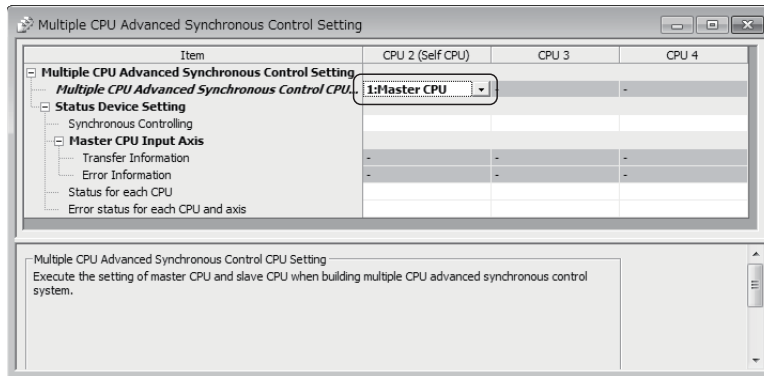 Multiple CPU Advanced Synchronous Control Setting
Item CPU 2 (Self CPU) CPU 3 CPU 4
Multiple CPU Advanced Synchronous Control Setting
Multiple CPU Advanced Synchronous Control CPU... 1:Master CPU - -
Status Device Setting
Synchronous Controlling
Master CPU Input Axis
Transfer Information - - -
Error Information - - -
Status for each CPU
Error status for each CPU and axis
Multiple CPU Advanced Synchronous Control CPU Setting
Execute the setting of master CPU and slave CPU when building multiple CPU advanced synchronous control
system.